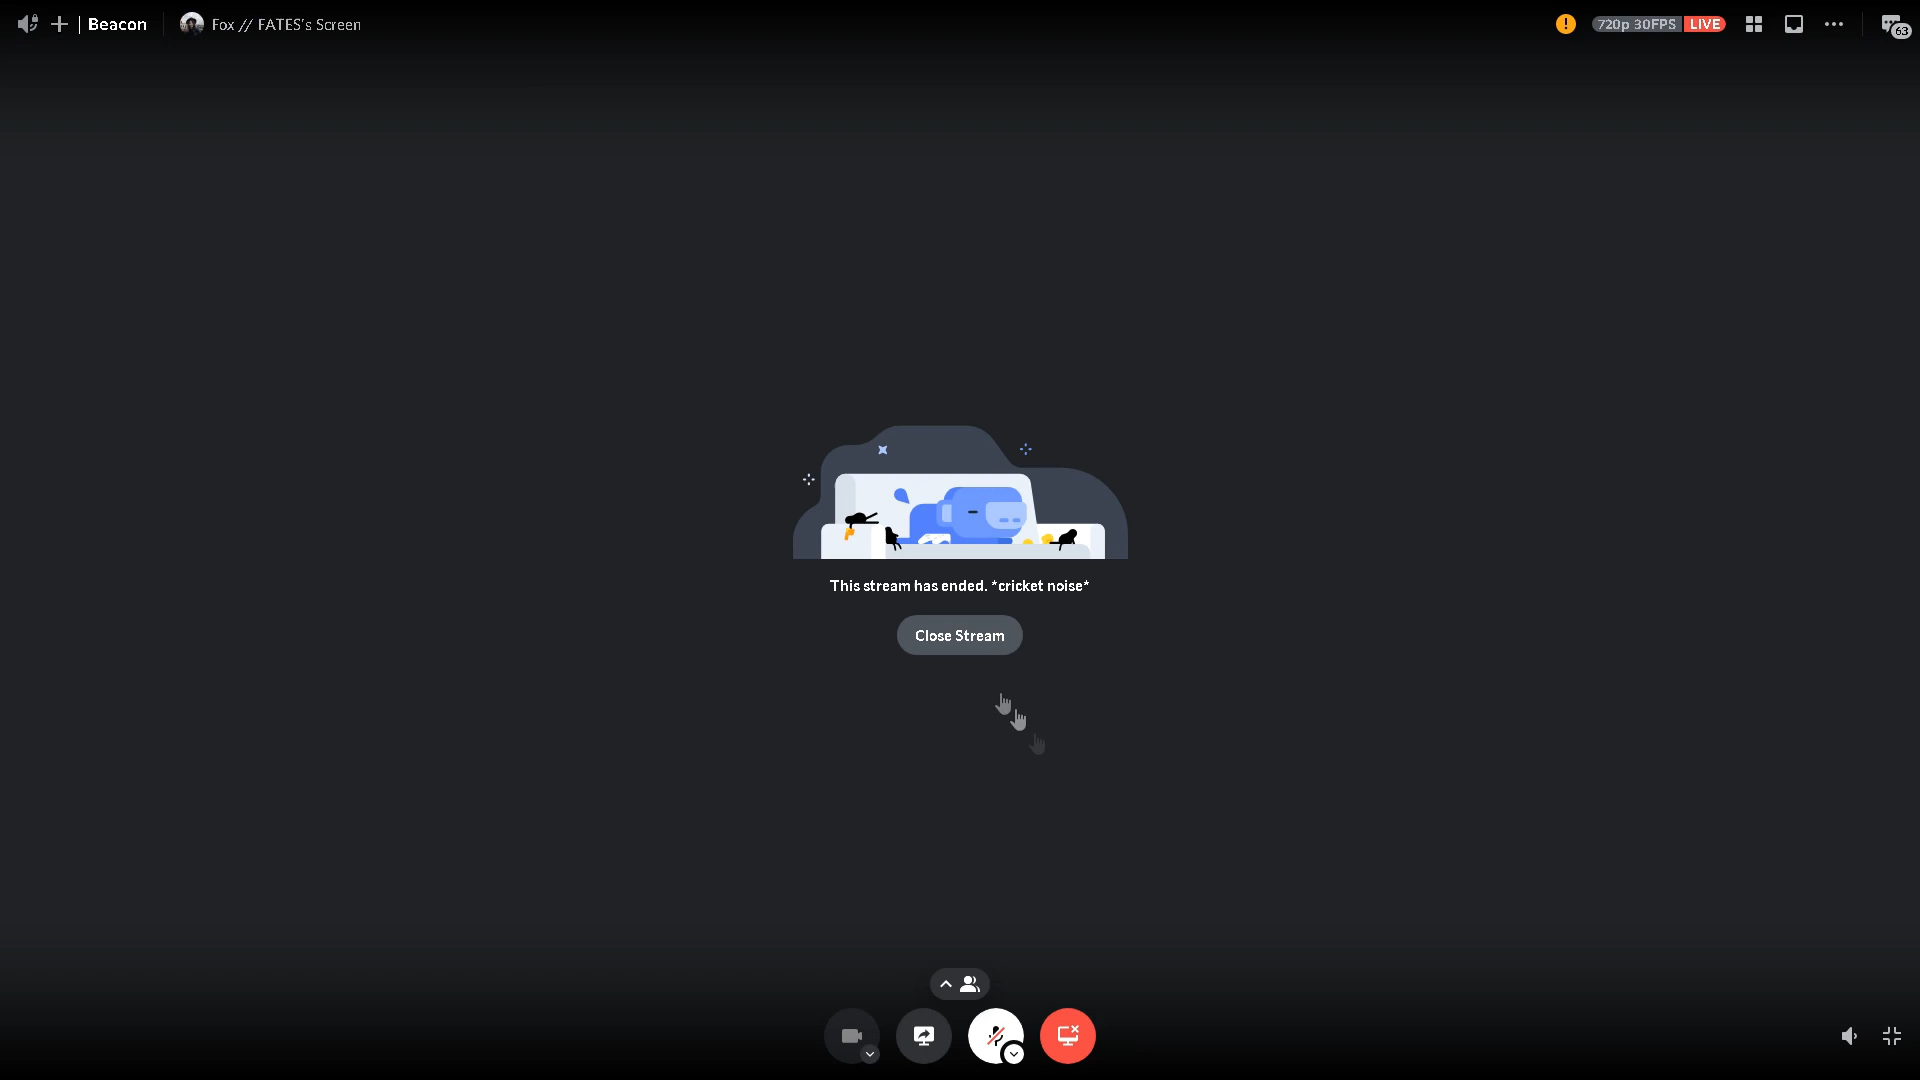 Beacon
Fox // FATES's Screen
720p 30FPS LIVE
63
This stream has ended. *cricket noise*
Close Stream